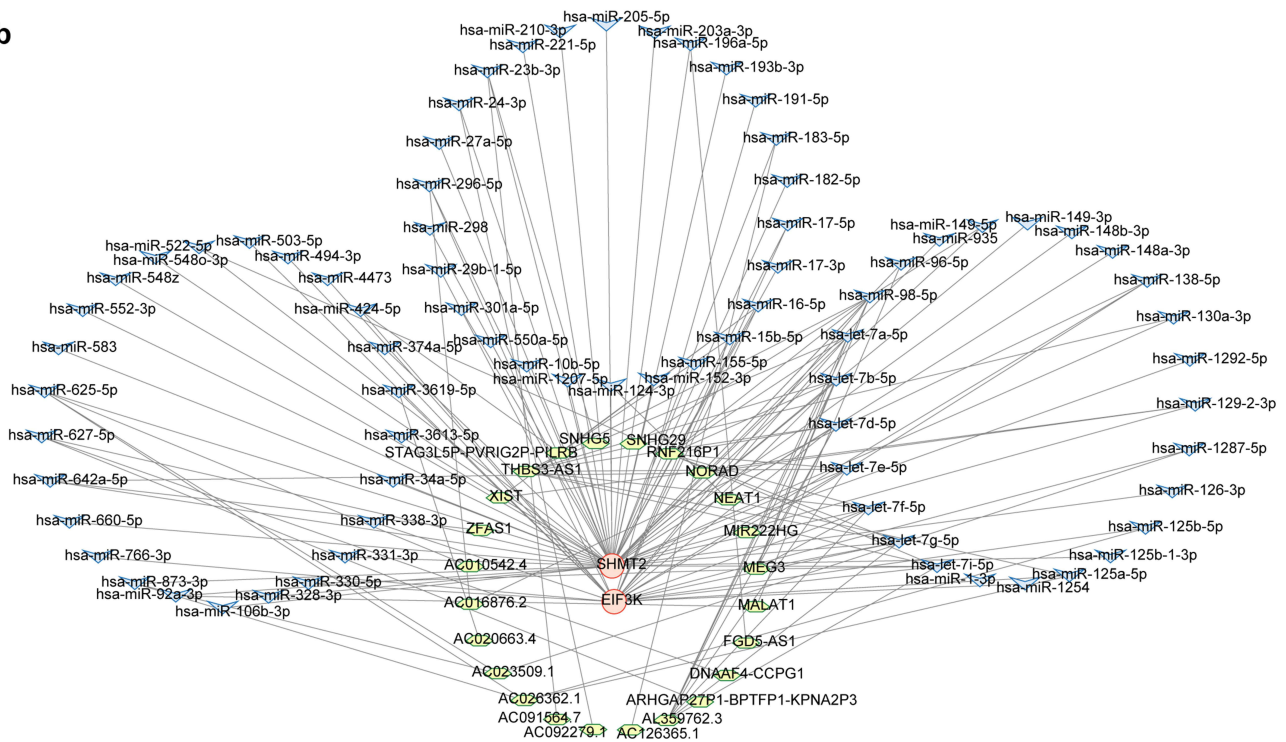 b
hsa-miR-205-5p
hsa-miR-210-3p
hsa-miR-203a-3p
hsa-miR-221-5p
hsa-miR-196a-5p
hsa-miR-23b-3p
hsa-miR-193b-3p
hsa-miR-24-3p
hsa-miR-191-5p
hsa-miR-27a-5p
hsa-miR-183-5p
hsa-miR-296-5p
hsa-miR-182-5p
hsa-miR-298
hsa-miR-17-5p
hsa-miR-29b-1-5p
hsa-miR-17-3p
hsa-miR-301a-5p
hsa-miR-16-5p
hsa-miR-550a-5p
hsa-miR-15b-5p
hsa-miR-10b-5p
hsa-miR-155-5p
hsa-miR-1207-5p
hsa-miR-152-3p
hsa-miR-124-3p
hsa-miR-522-5p
hsa-miR-503-5p
hsa-miR-548o-3p
hsa-miR-494-3p
hsa-miR-548z
hsa-miR-4473
hsa-miR-552-3p
hsa-miR-424-5p
hsa-miR-583
hsa-miR-374a-5p
hsa-miR-625-5p
hsa-miR-3619-5p
hsa-miR-627-5p
hsa-miR-3613-5p
hsa-miR-642a-5p
hsa-miR-34a-5p
hsa-miR-660-5p
hsa-miR-338-3p
hsa-miR-766-3p
hsa-miR-331-3p
hsa-miR-873-3p
hsa-miR-330-5p
hsa-miR-92a-3p
hsa-miR-328-3p
hsa-miR-106b-3p
hsa-miR-149-5p
hsa-miR-149-3p
hsa-miR-935
hsa-miR-148b-3p
hsa-miR-96-5p
hsa-miR-148a-3p
hsa-miR-98-5p
hsa-miR-138-5p
hsa-let-7a-5p
hsa-miR-130a-3p
hsa-let-7b-5p
hsa-miR-1292-5p
hsa-let-7d-5p
hsa-miR-129-2-3p
hsa-let-7e-5p
hsa-miR-1287-5p
hsa-let-7f-5p
hsa-miR-126-3p
hsa-let-7g-5p
hsa-miR-125b-5p
hsa-let-7i-5p
hsa-miR-125b-1-3p
hsa-miR-1-3p
hsa-miR-125a-5p
hsa-miR-1254
SNHG5
SNHG29
STAG3L5P-PVRIG2P-PILRB
RNF216P1
THBS3-AS1
NORAD
XIST
NEAT1
ZFAS1
MIR222HG
AC010542.4
SHMT2
MEG3
AC016876.2
EIF3K
MALAT1
AC020663.4
FGD5-AS1
AC023509.1
DNAAF4-CCPG1
AC026362.1
ARHGAP27P1-BPTFP1-KPNA2P3
AC091564.7
AL359762.3
AC092279.1
AC126365.1